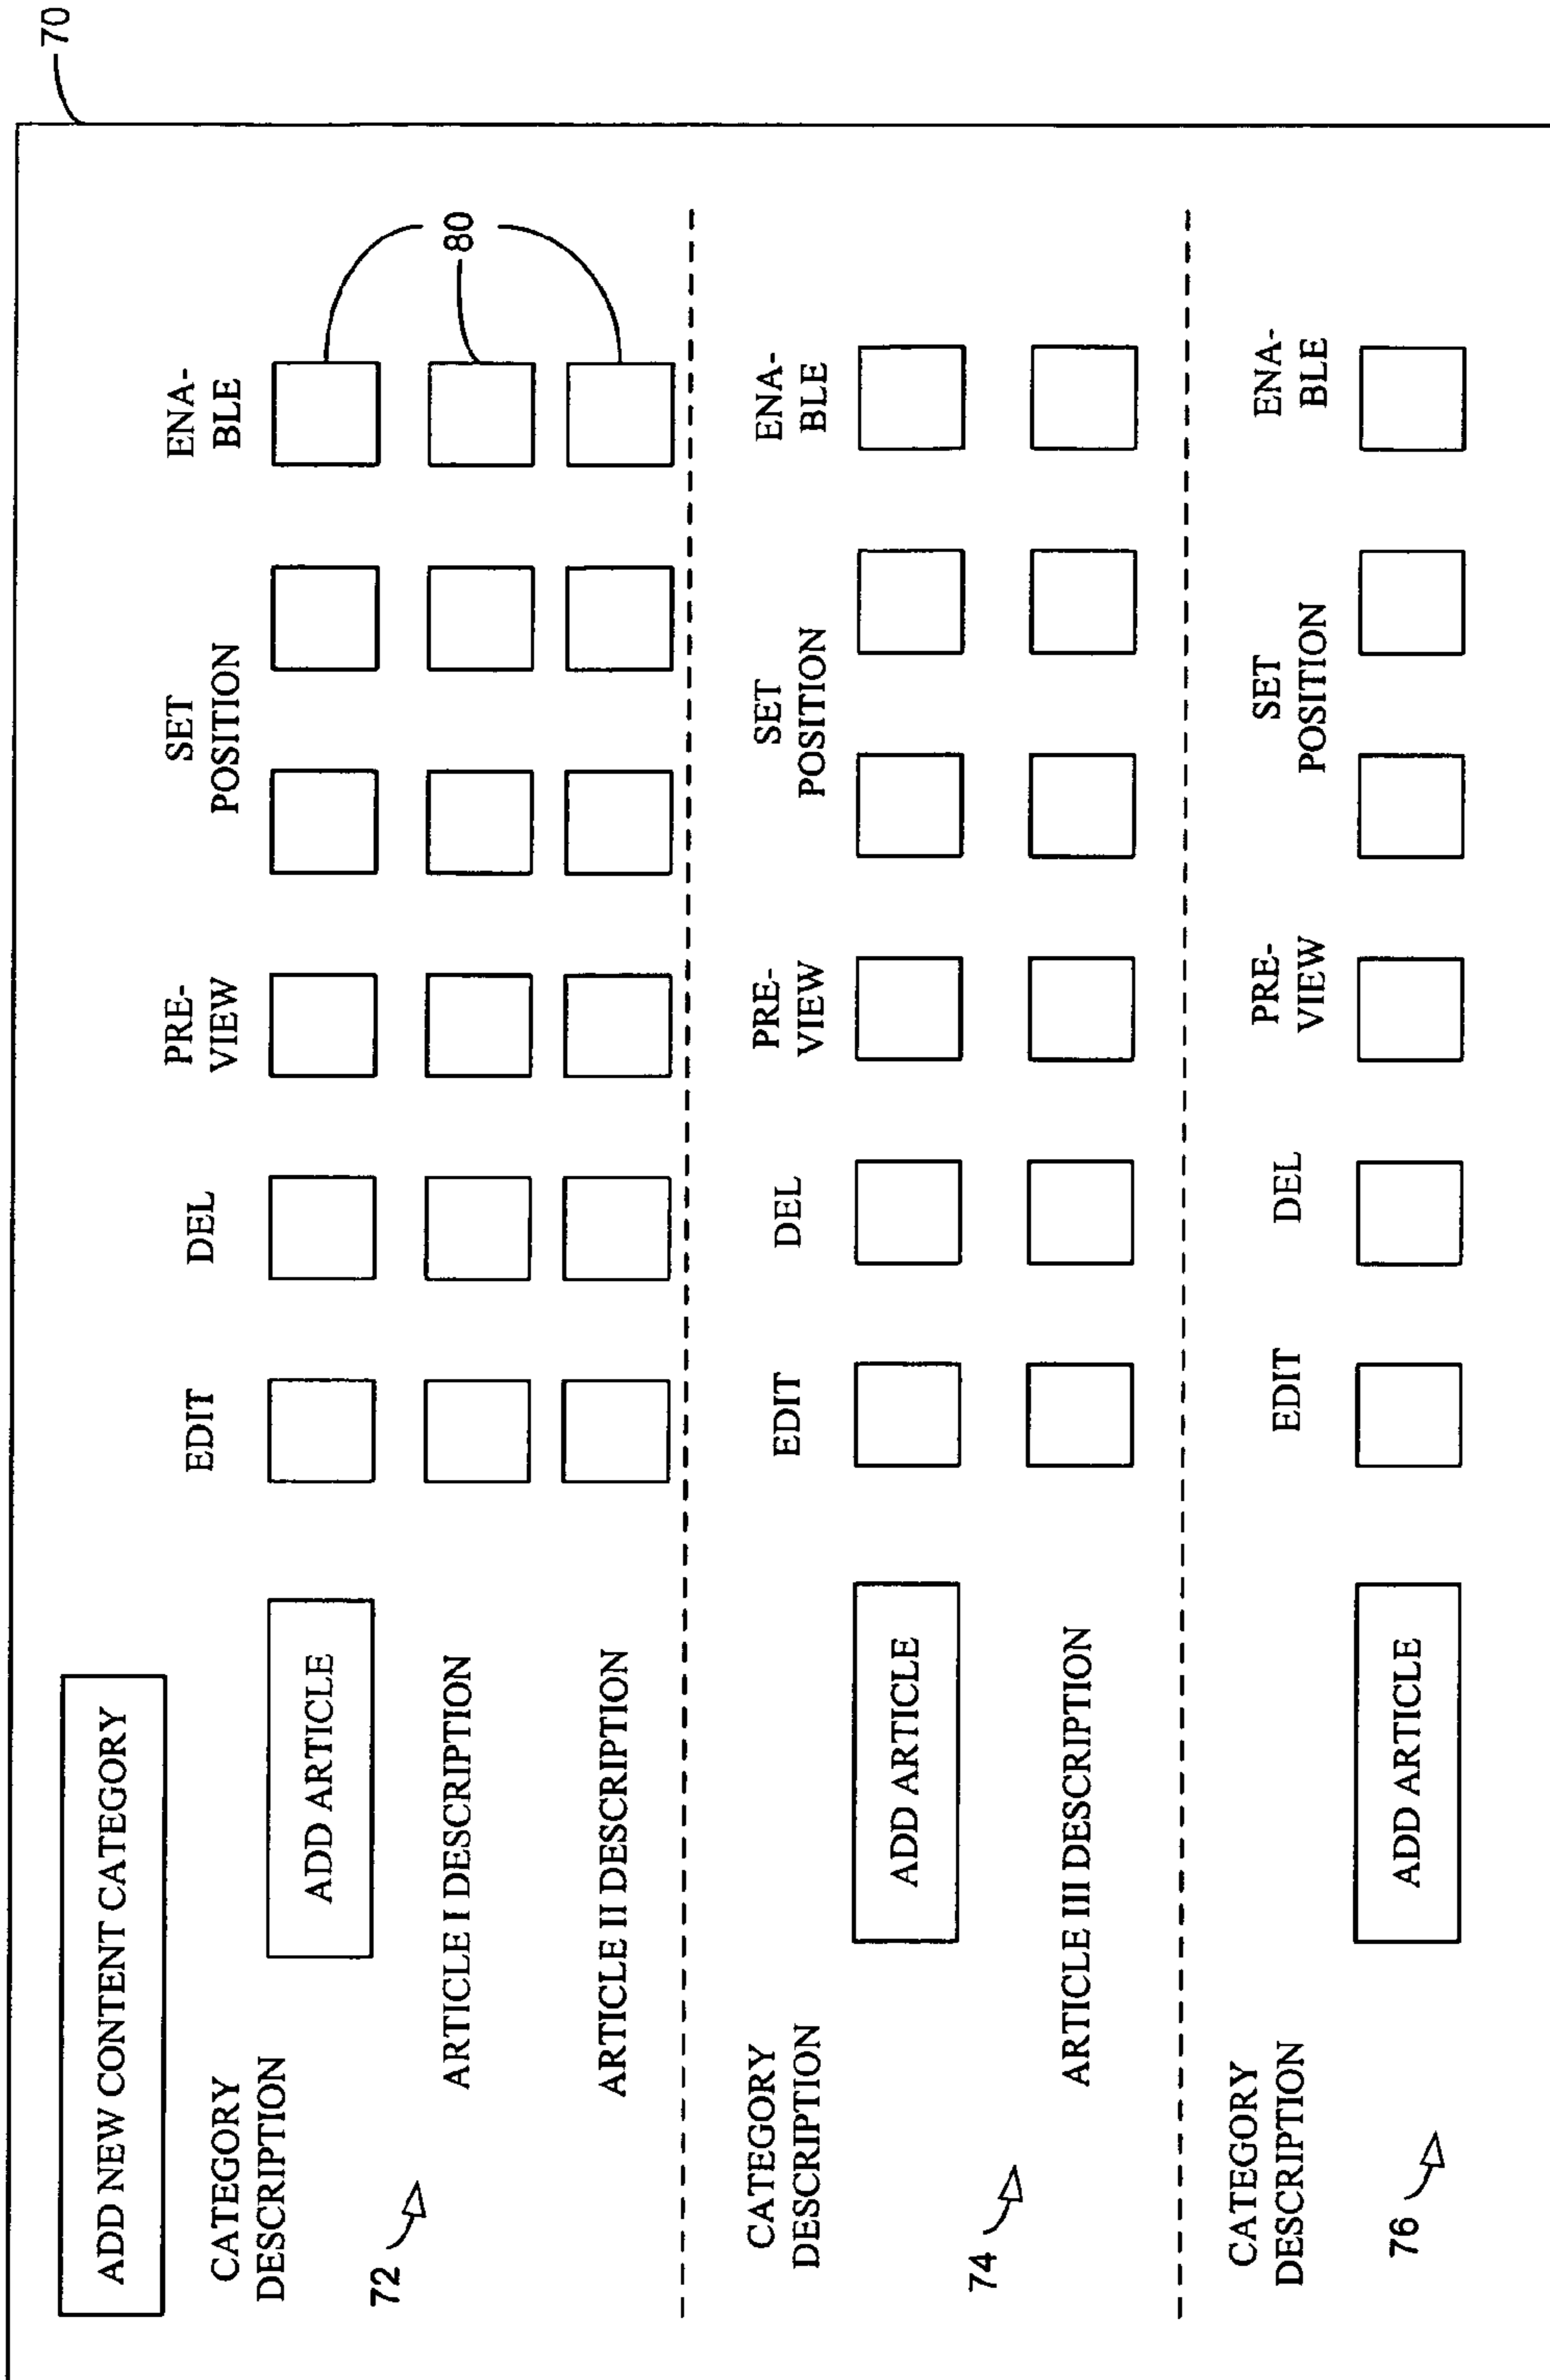 70
ADD NEW CONTENT CATEGORY
CATEGORY
DESCRIPTION
EDIT
DEL
PRE-
VIEW
SET
POSITION
ENA-
BLE
ADD ARTICLE
80
72
ARTICLE I DESCRIPTION
ARTICLE II DESCRIPTION
CATEGORY
DESCRIPTION
EDIT
DEL
PRE-
VIEW
SET
POSITION
ENA-
BLE
ADD ARTICLE
74
ARTICLE III DESCRIPTION
CATEGORY
DESCRIPTION
EDIT
DEL
PRE-
VIEW
SET
POSITION
ENA-
BLE
ADD ARTICLE
76